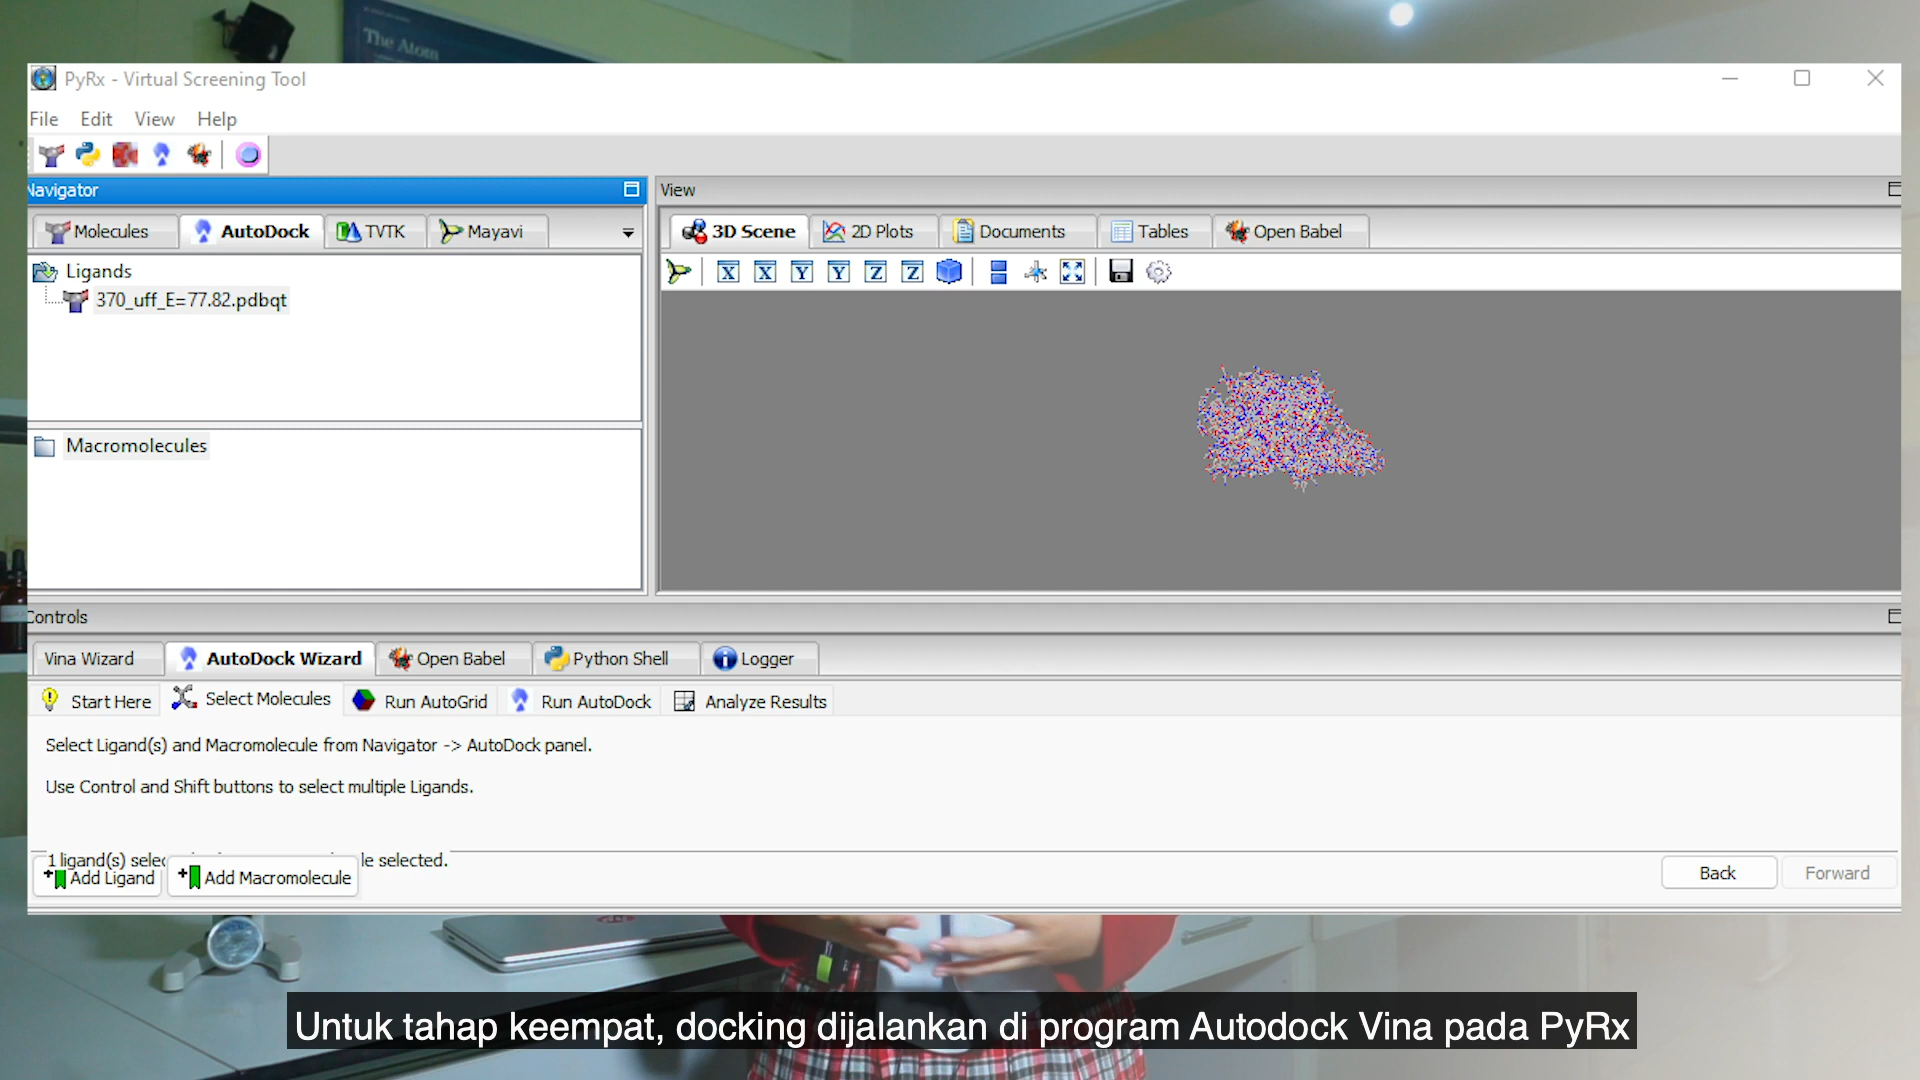 The Atom
PyRx - Virtual Screening Tool
File Edit View Help
Navigator
View
Molecules AutoDock TVTK Mayavi
3D Scene 2D Plots Documents Tables Open Babel
X X Y Y Z Z
Ligands
370_uff_E=77.82.pdbqt
Macromolecules
Controls
Vina Wizard AutoDock Wizard Open Babel Python Shell Logger
Start Here Select Molecules Run AutoGrid Run AutoDock Analyze Results
Select Ligand(s) and Macromolecule from Navigator -> AutoDock panel.
Use Control and Shift buttons to select multiple Ligands.
1 ligand(s) selected.
Add Ligand Add Macromolecule
Back Forward
Untuk tahap keempat, docking dijalankan di program Autodock Vina pada PyRx